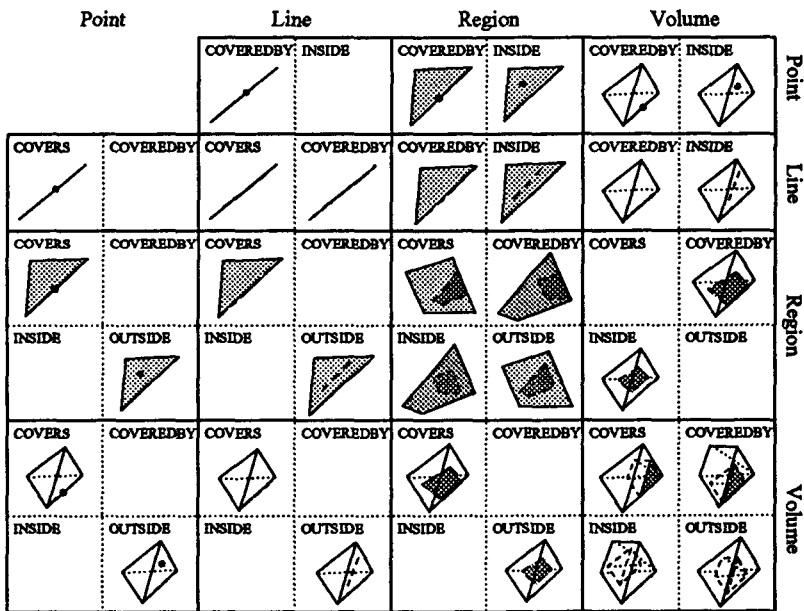 Point Line Region Volume
COVEREDBY INSIDE COVEREDBY INSIDE COVEREDBY INSIDE Point
COVERS COVEREDBY COVERS COVEREDBY COVEREDBY INSIDE COVEREDBY INSIDE Line
COVERS COVEREDBY COVERS COVEREDBY COVERS COVEREDBY COVERS COVEREDBY Region
INSIDE OUTSIDE INSIDE OUTSIDE INSIDE OUTSIDE INSIDE OUTSIDE
COVERS COVEREDBY COVERS COVEREDBY COVERS COVEREDBY COVERS COVEREDBY Volume
INSIDE OUTSIDE INSIDE OUTSIDE INSIDE OUTSIDE INSIDE OUTSIDE